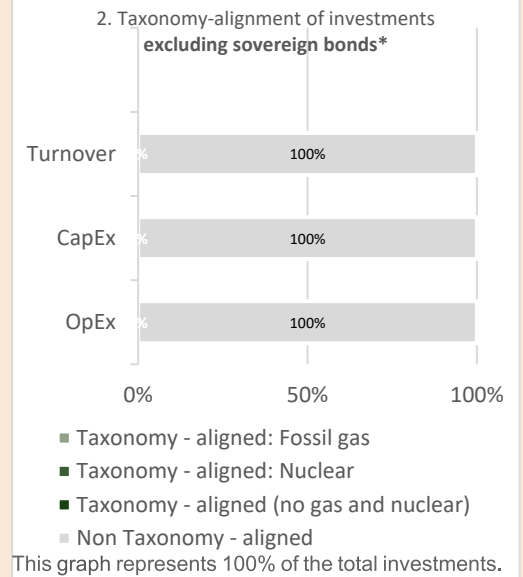 2. Taxonomy-alignment of investments
excluding sovereign bonds*
Turnover
%
100%
CapEx
100%
OpEx
%
100%
0%
50%
100%
Taxonomy - aligned: Fossil gas
Taxonomy - aligned: Nuclear
Taxonomy - aligned (no gas and nuclear)
Non Taxonomy - aligned
This graph represents 100% of the total investments.